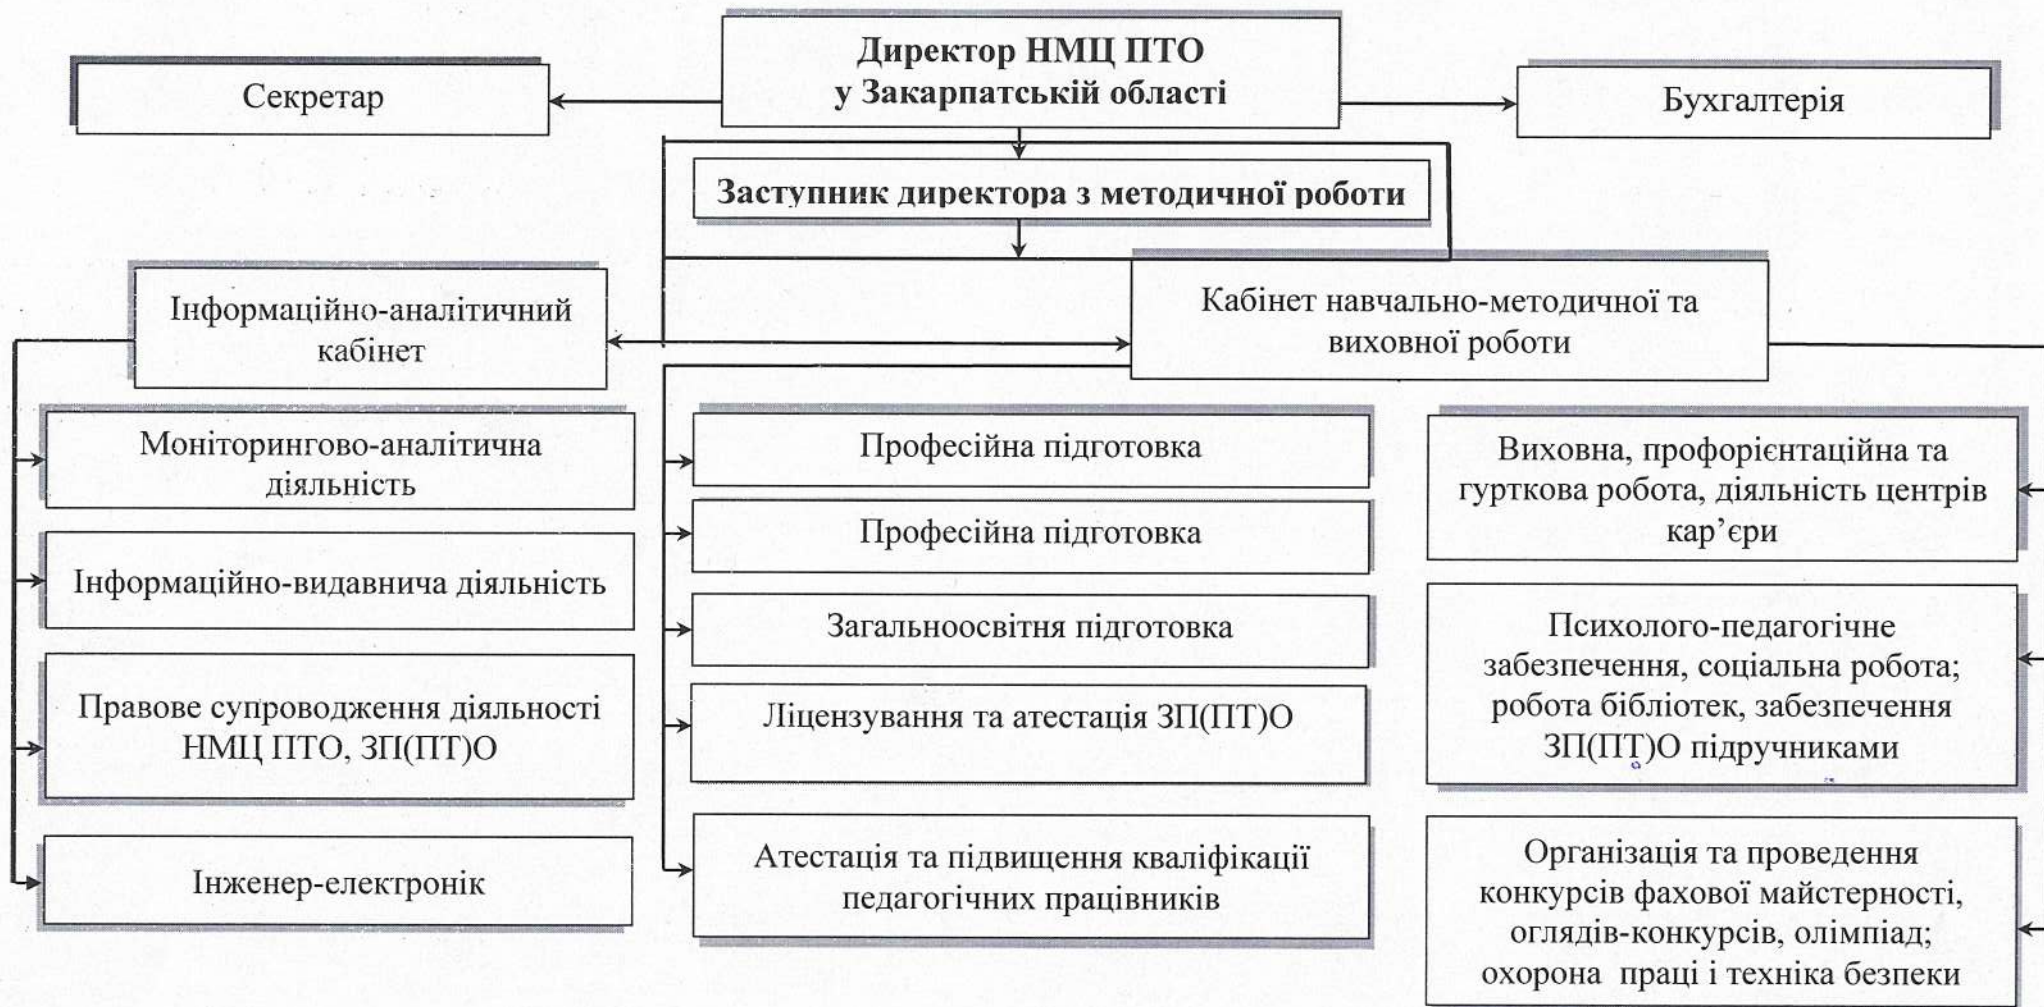 Директор НМЦ ПТО
у Закарпатській області
Секретар
Бухгалтерія
Заступник директора з методичної роботи
Інформаційно-аналітичний
кабінет
Кабінет навчально-методичної та
виховної роботи
Моніторингово-аналітична
діяльність
Інформаційно-видавнича діяльність
Правове супроводження діяльності
НМЦ ПТО, ЗП(ПТ)О
Інженер-електронік
Професійна підготовка
Професійна підготовка
Загальноосвітня підготовка
Ліцензування та атестація ЗП(ПТ)О
Атестація та підвищення кваліфікації
педагогічних працівників
Виховна, профорієнтаційна та
гурткова робота, діяльність центрів
кар’єри
Психолого-педагогічне
забезпечення, соціальна робота;
робота бібліотек, забезпечення
ЗП(ПТ)О підручниками
Організація та проведення
конкурсів фахової майстерності,
оглядів-конкурсів, олімпіад;
охорона праці і техніка безпеки